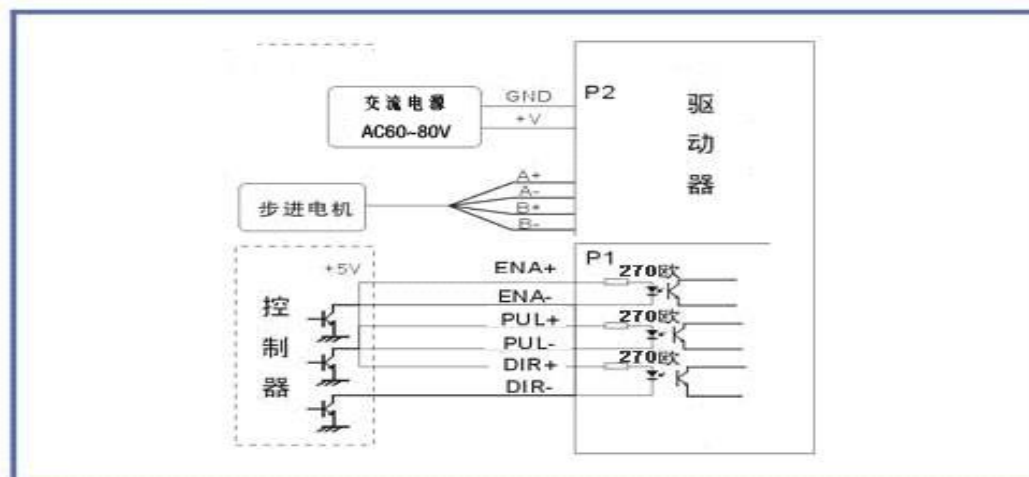 交流电源
AC60~80V
GND
+V
P2
驱动器
A+
A-
B+
B-
步进电机
P1
+5V
控制器
ENA+
270欧
ENA-
PUL+
270欧
PUL-
DIR+
270欧
DIR-